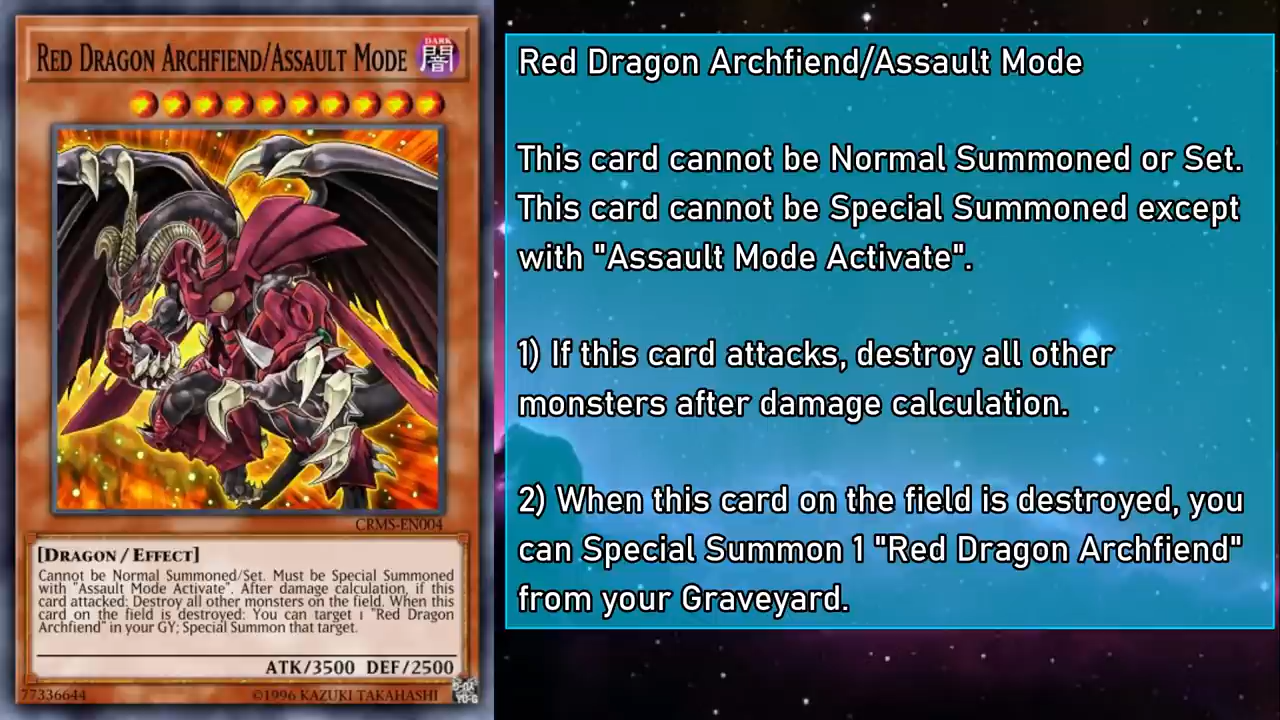 RED DRAGON ARCHFIEND/ASSAULT MODE
DARK
闇
CRMS-EN004
[DRAGON / EFFECT]
Cannot be Normal Summoned/Set. Must be Special Summoned
with "Assault Mode Activate". After damage calculation, if this
card attacked: Destroy all other monsters on the field. When this
card on the field is destroyed: You can target 1 "Red Dragon
Archfiend" in your GY; Special Summon that target.
ATK/3500 DEF/2500
77336644
©1996 KAZUKI TAKAHASHI
Red Dragon Archfiend/Assault Mode
This card cannot be Normal Summoned or Set.
This card cannot be Special Summoned except
with "Assault Mode Activate".
1) If this card attacks, destroy all other
monsters after damage calculation.
2) When this card on the field is destroyed, you
can Special Summon 1 "Red Dragon Archfiend"
from your Graveyard.